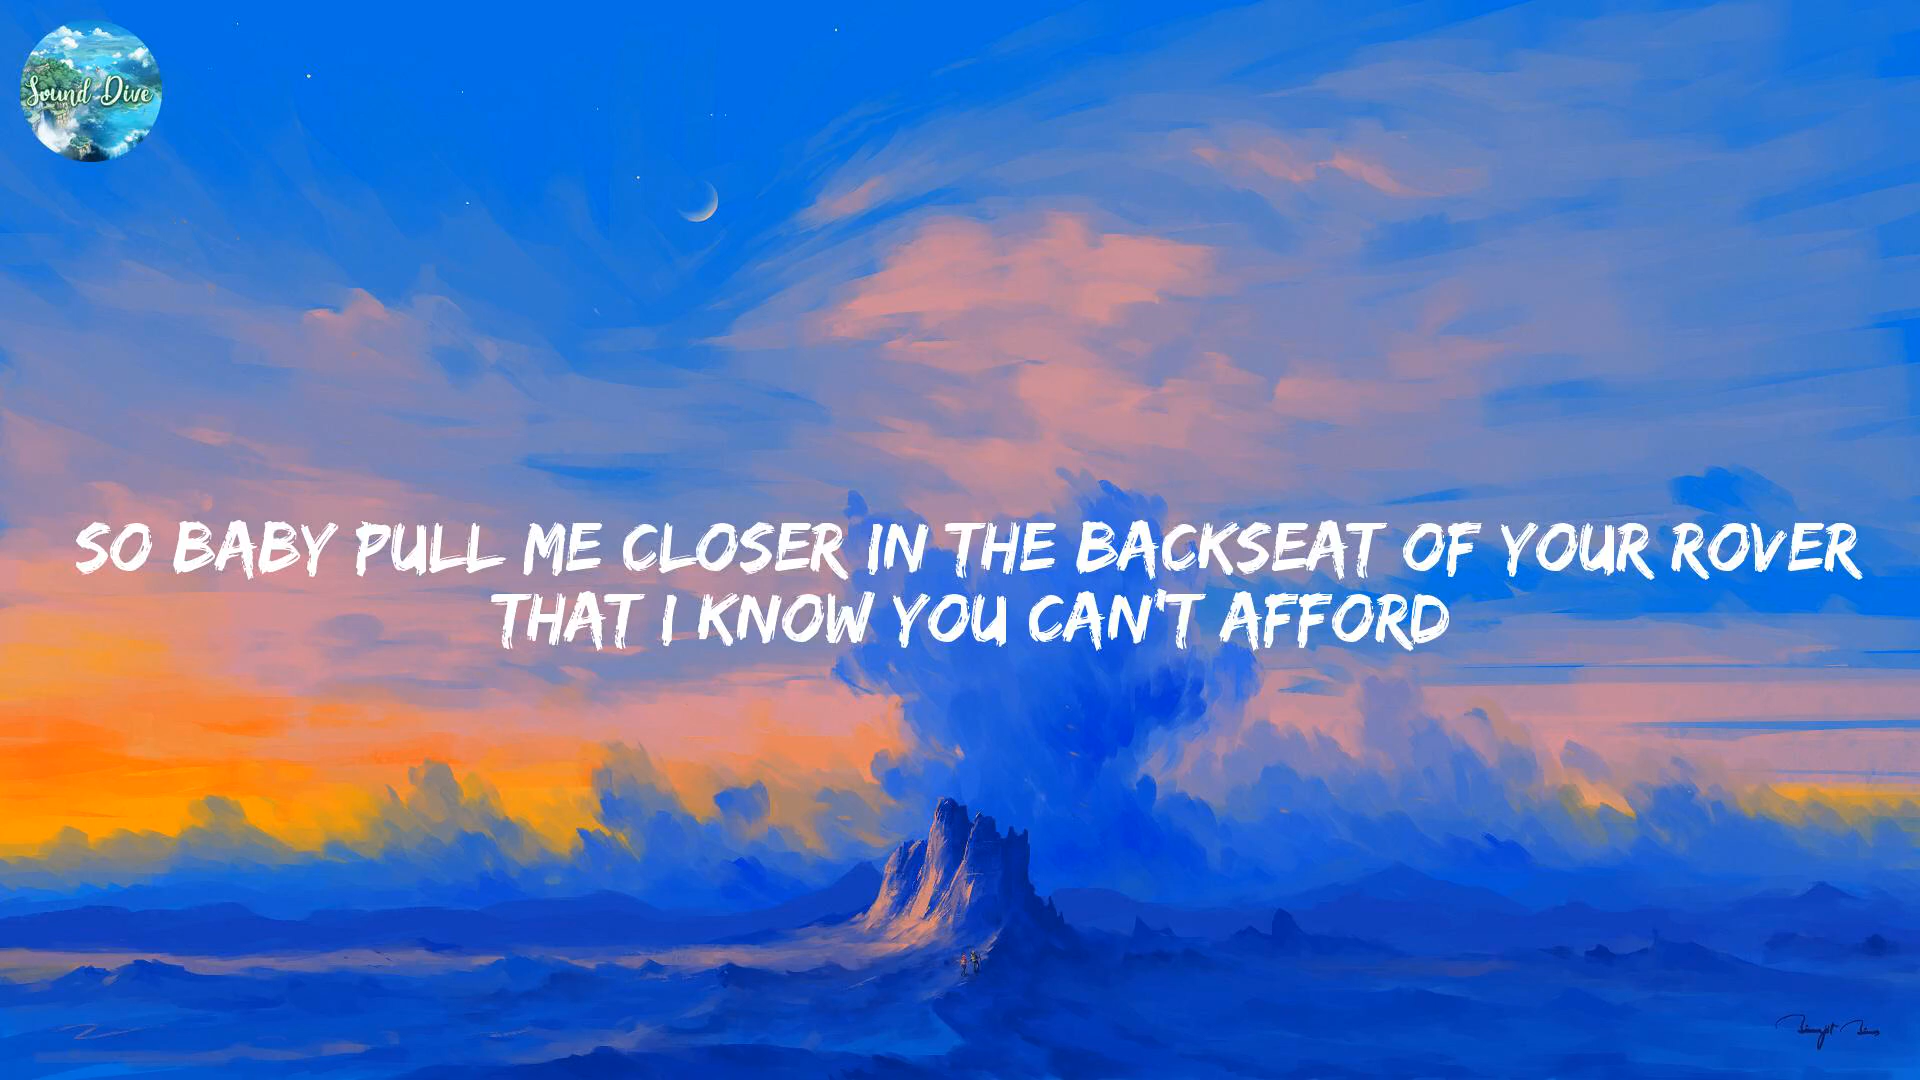 Sound Dive
SO BABY PULL ME CLOSER IN THE BACKSEAT OF YOUR ROVER
THAT I KNOW YOU CAN'T AFFORD